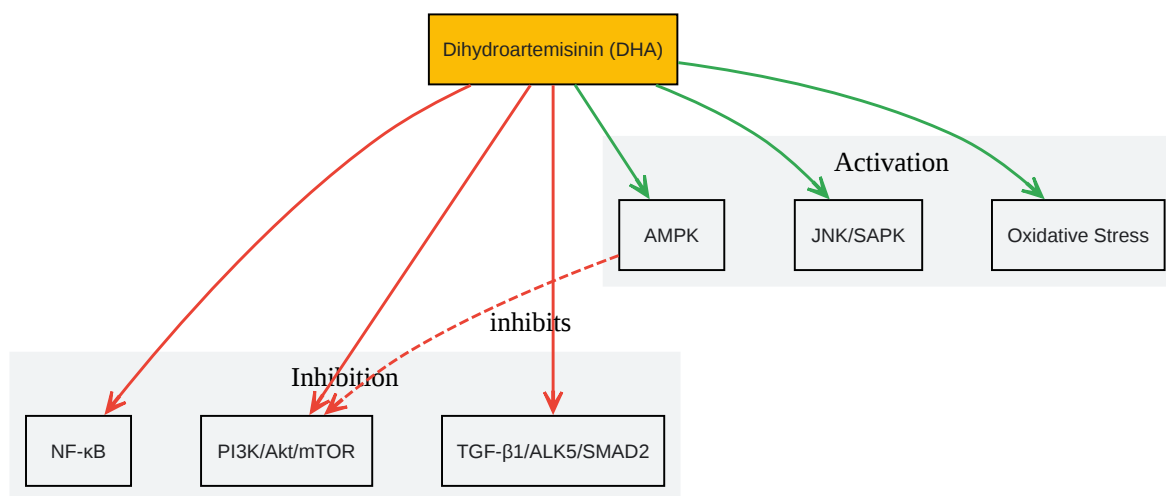 Dihydroartemisinin (DHA)
Activation
AMPK
JNK/SAPK
Oxidative Stress
inhibits
Inhibition
NF-κB
PI3K/Akt/mTOR
TGF-β1/ALK5/SMAD2